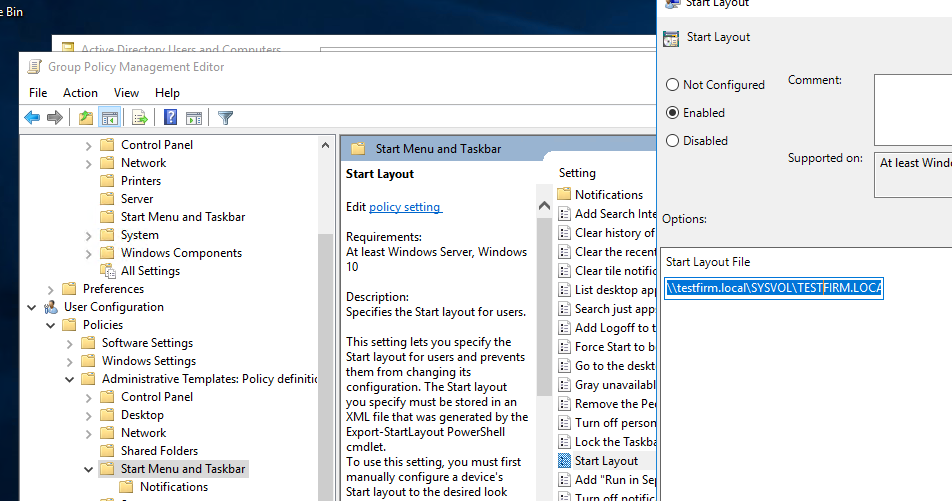 e Bin
Active Directory Users and Computers
Group Policy Management Editor
File Action View Help
Control Panel
Network
Printers
Server
Start Menu and Taskbar
System
Windows Components
All Settings
Preferences
User Configuration
Policies
Software Settings
Windows Settings
Administrative Templates: Policy definitic
Control Panel
Desktop
Network
Shared Folders
Start Menu and Taskbar
Notifications
Start Menu and Taskbar
Start Layout
Edit policy setting
Requirements:
At least Windows Server, Windows
10
Description:
Specifies the Start layout for users.
This setting lets you specify the
Start layout for users and prevents
them from changing its
configuration. The Start layout
you specify must be stored in an
XML file that was generated by the
Export-StartLayout PowerShell
cmdlet.
To use this setting, you must first
manually configure a device's
Start layout to the desired look
Setting
Notifications
Add Search Inte
Clear history of
Clear the recent
Clear tile notific
List desktop app
Search just apps
Add Logoff to t
Force Start to b
Go to the deskt
Gray unavailabl
Remove the Peo
Turn off person
Lock the Taskba
Start Layout
Add "Run in Sep
Turn off notific
Start Layout
Start Layout
Not Configured
Enabled
Disabled
Comment:
Supported on:
At least Windo
Options:
Start Layout File
\\testfirm.local\SYSVOL\TESTFIRM.LOCA